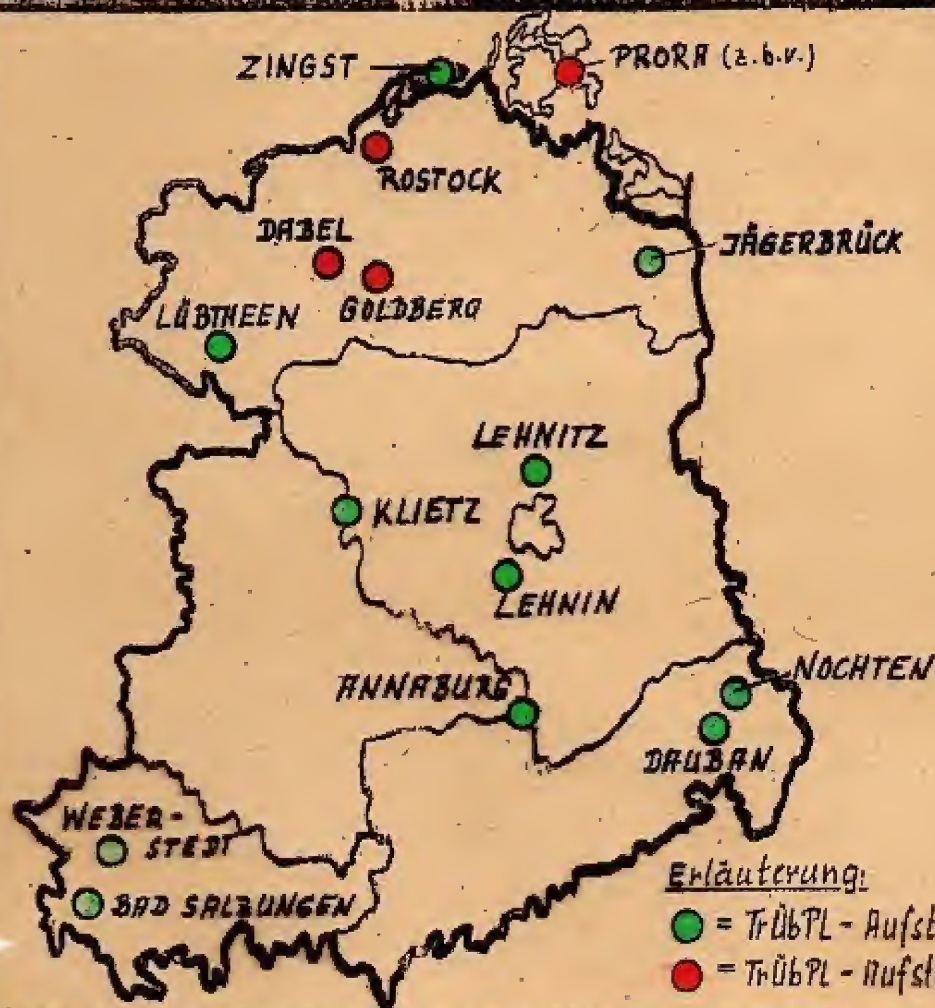 ZINGST
PRORA (z.b.v.)
ROSTOCK
DABEL
JÄGERBRÜCK
LÜBTHEEN
GOLDBERG
LEHNITZ
KLIETZ
LEHNIN
ANNABURG
NOCHTEN
DAUBAN
WEBER-
STEDT
BAD SALZUNGEN
Erläuterung:
= TrÜbPL - Aufst
= TrÜbPL - Aufst